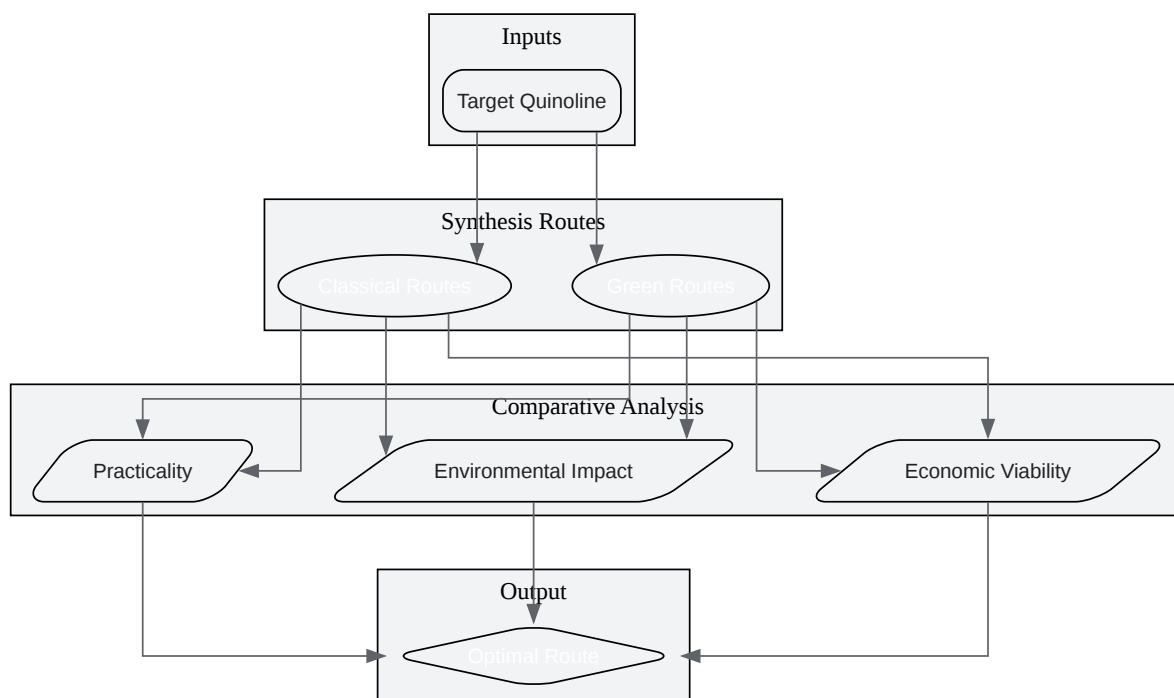 Inputs
Target Quinoline
Synthesis Routes
Classical Routes
Green Routes
Comparative Analysis
Practicality
Environmental Impact
Economic Viability
Output
Optimal Route